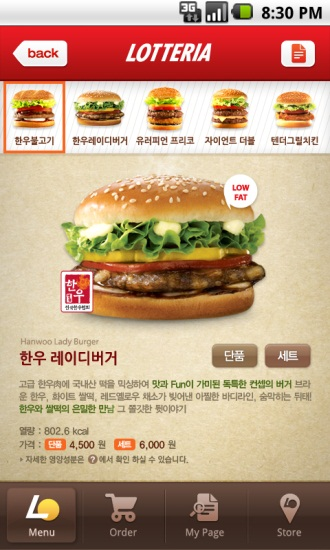 3G
8:30 PM
back
LOTTERIA
한우불고기
한우레이디버거
유러피언 프리코
자이언트 더블
텐더그릴치킨
LOW
FAT
한우
Hanwoo Lady Burger
한우 레이디버거
단품
세트
고급 한우肉에 국내산 떡을 믹싱하여 맛과 Fun이 가미된 독특한 컨셉의 버거 브라
운 한우, 화이트 쌀떡, 레드옐로우 채소가 빚어낸 아찔한 바디라인, 숨막히는 뒤태
한우와 쌀떡의 은밀한 만남 그 쫄깃한 뒷이야기
열량 : 802.6 kcal
가격 : 단품 4,500 원 세트 6,000 원
* 자세한 영양성분은 ? 에서 확인 하실 수 있습니다.
Menu
Order
My Page
Store